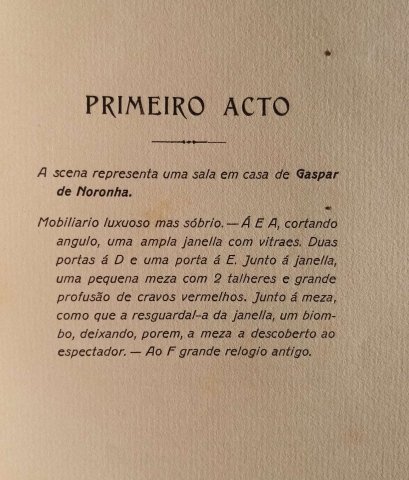 PRIMEIRO ACTO
A scena representa uma sala em casa de Gaspar
de Noronha.
Mobiliario luxuoso mas sóbrio. — Á E A, cortando
angulo, uma ampla janella com vitraes. Duas
portas á D e uma porta á E. Junto á janella,
uma pequena meza com 2 talheres e grande
profusão de cravos vermelhos. Junto á meza,
como que a resguardal-a da janella, um biom-
bo, deixando, porem, a meza a descoberto ao
espectador. — Ao F grande relogio antigo.